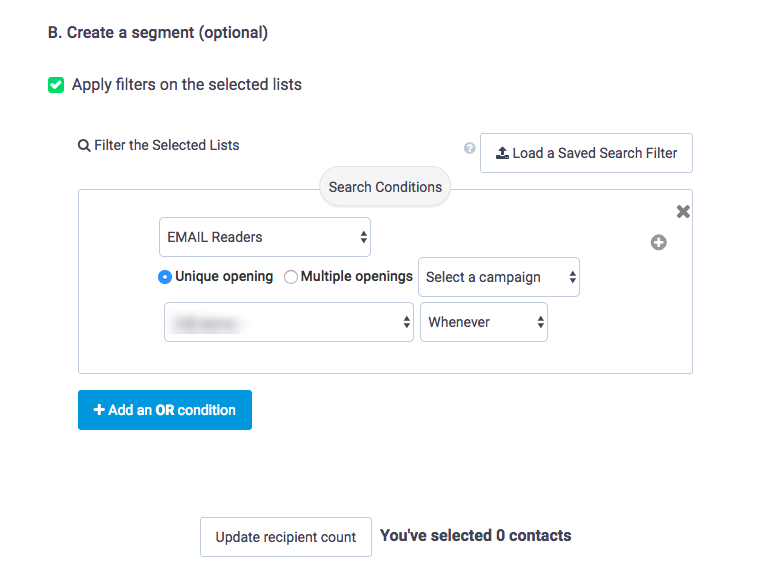 B. Create a segment (optional)
Apply filters on the selected lists
Filter the Selected Lists
? Load a Saved Search Filter
Search Conditions
EMAIL Readers
Unique opening Multiple openings Select a campaign
Whenever
+ Add an OR condition
Update recipient count You've selected 0 contacts